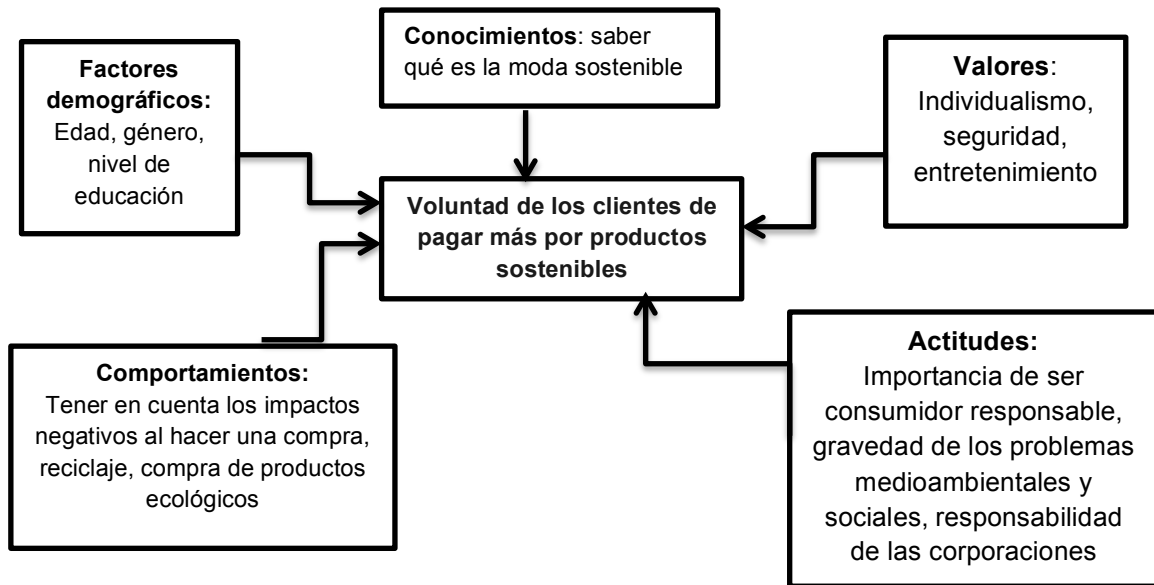 Factores
demográficos:
Edad, género,
nivel de
educación
Conocimientos: saber
qué es la moda sostenible
Valores:
Individualismo,
seguridad,
entretenimiento
Voluntad de los clientes de
pagar más por productos
sostenibles
Comportamientos:
Tener en cuenta los impactos
negativos al hacer una compra,
reciclaje, compra de productos
ecológicos
Actitudes:
Importancia de ser
consumidor responsable,
gravedad de los problemas
medioambientales y
sociales, responsabilidad
de las corporaciones